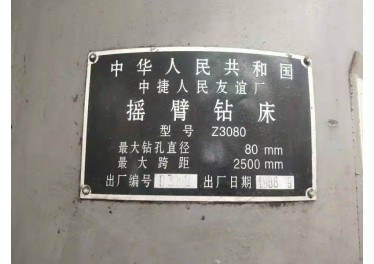 中华人民共和国
中捷人民友谊厂
摇臂钻床
型号 Z3080
最大钻孔直径 80 mm
最大跨距 2500 mm
出厂编号 出厂日期